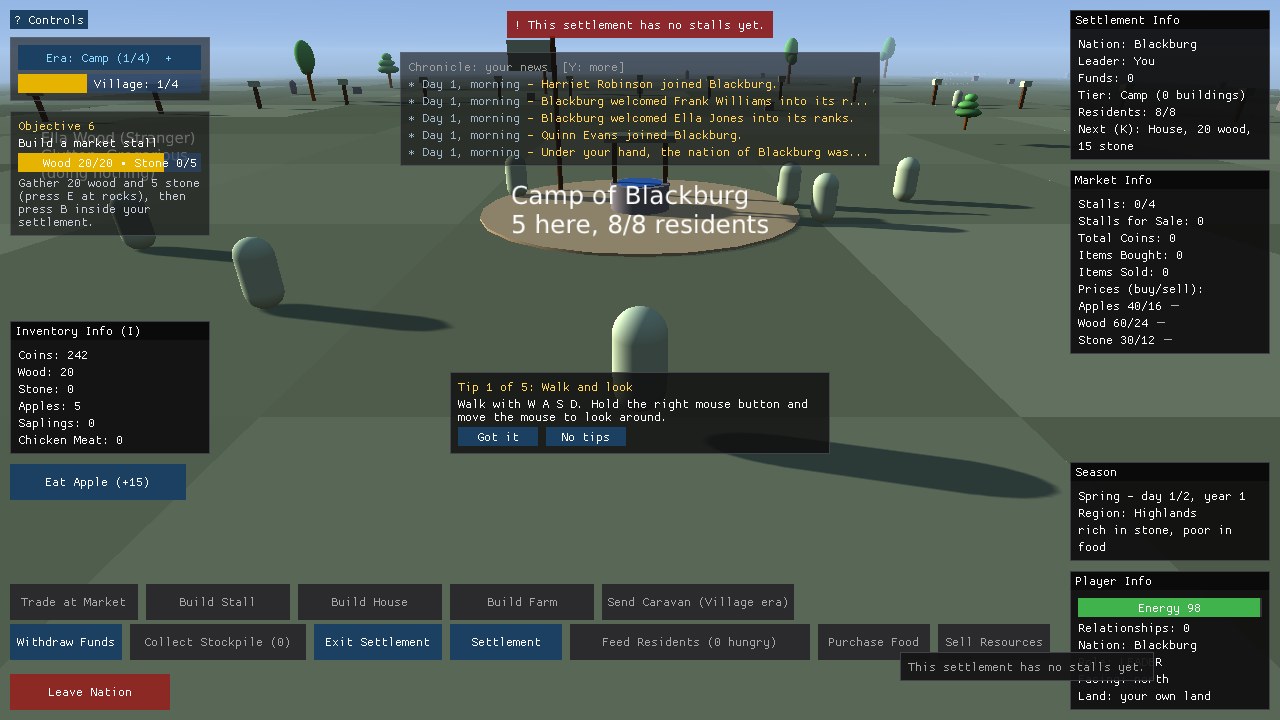 ? Controls
! This settlement has no stalls yet.
Era: Camp (1/4) +
Village: 1/4
Objective 6
Build a market stall
Wood 20/20 • Stone 0/5
Gather 20 wood and 5 stone
(press E at rocks), then
press B inside your
settlement.
Ella Wood (Stranger)
(doing nothing)
Chronicle: your news [Y: more]
* Day 1, morning – Harriet Robinson joined Blackburg.
* Day 1, morning – Blackburg welcomed Frank Williams into its r...
* Day 1, morning – Blackburg welcomed Ella Jones into its ranks.
* Day 1, morning – Quinn Evans joined Blackburg.
* Day 1, morning – Under your hand, the nation of Blackburg was...
Camp of Blackburg
5 here, 8/8 residents
Settlement Info
Nation: Blackburg
Leader: You
Funds: 0
Tier: Camp (0 buildings)
Residents: 8/8
Next (K): House, 20 wood,
15 stone
Market Info
Stalls: 0/4
Stalls for Sale: 0
Total Coins: 0
Items Bought: 0
Items Sold: 0
Prices (buy/sell):
Apples 40/16 —
Wood 60/24 —
Stone 30/12 —
Inventory Info (I)
Coins: 242
Wood: 20
Stone: 0
Apples: 5
Saplings: 0
Chicken Meat: 0
Eat Apple (+15)
Tip 1 of 5: Walk and look
Walk with W A S D. Hold the right mouse button and
move the mouse to look around.
Got it
No tips
Season
Spring – day 1/2, year 1
Region: Highlands
rich in stone, poor in
food
Player Info
Energy 98
Relationships: 0
Nation: Blackburg
Facing: North
Land: your own land
Trade at Market
Build Stall
Build House
Build Farm
Send Caravan (Village era)
Withdraw Funds
Collect Stockpile (0)
Exit Settlement
Settlement
Feed Residents (0 hungry)
Purchase Food
Sell Resources
This settlement has no stalls yet.
Leave Nation